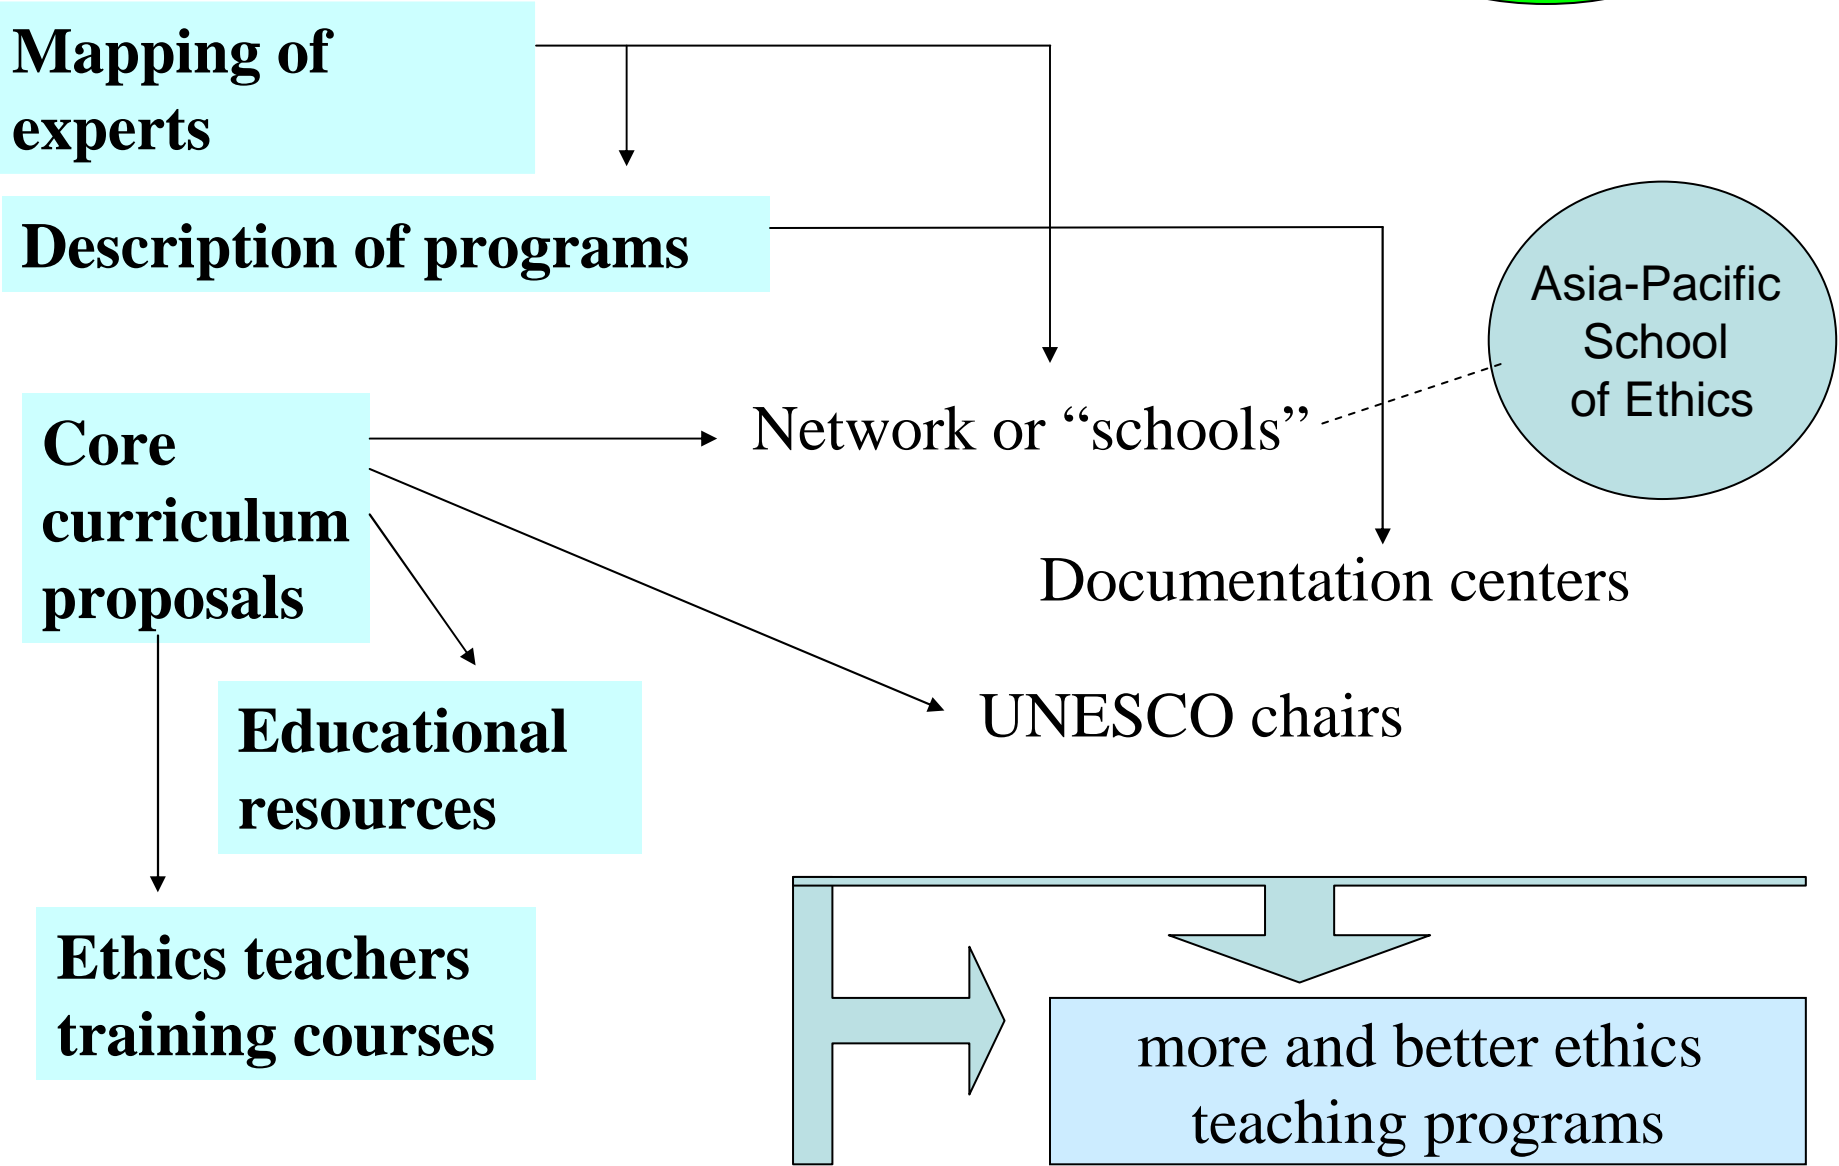 Mapping of
experts
Description of programs
Asia-Pacific
School
of Ethics
Core
curriculum
proposals
Network or “schools”
Documentation centers
UNESCO chairs
Educational
resources
Ethics teachers
training courses
more and better ethics
teaching programs